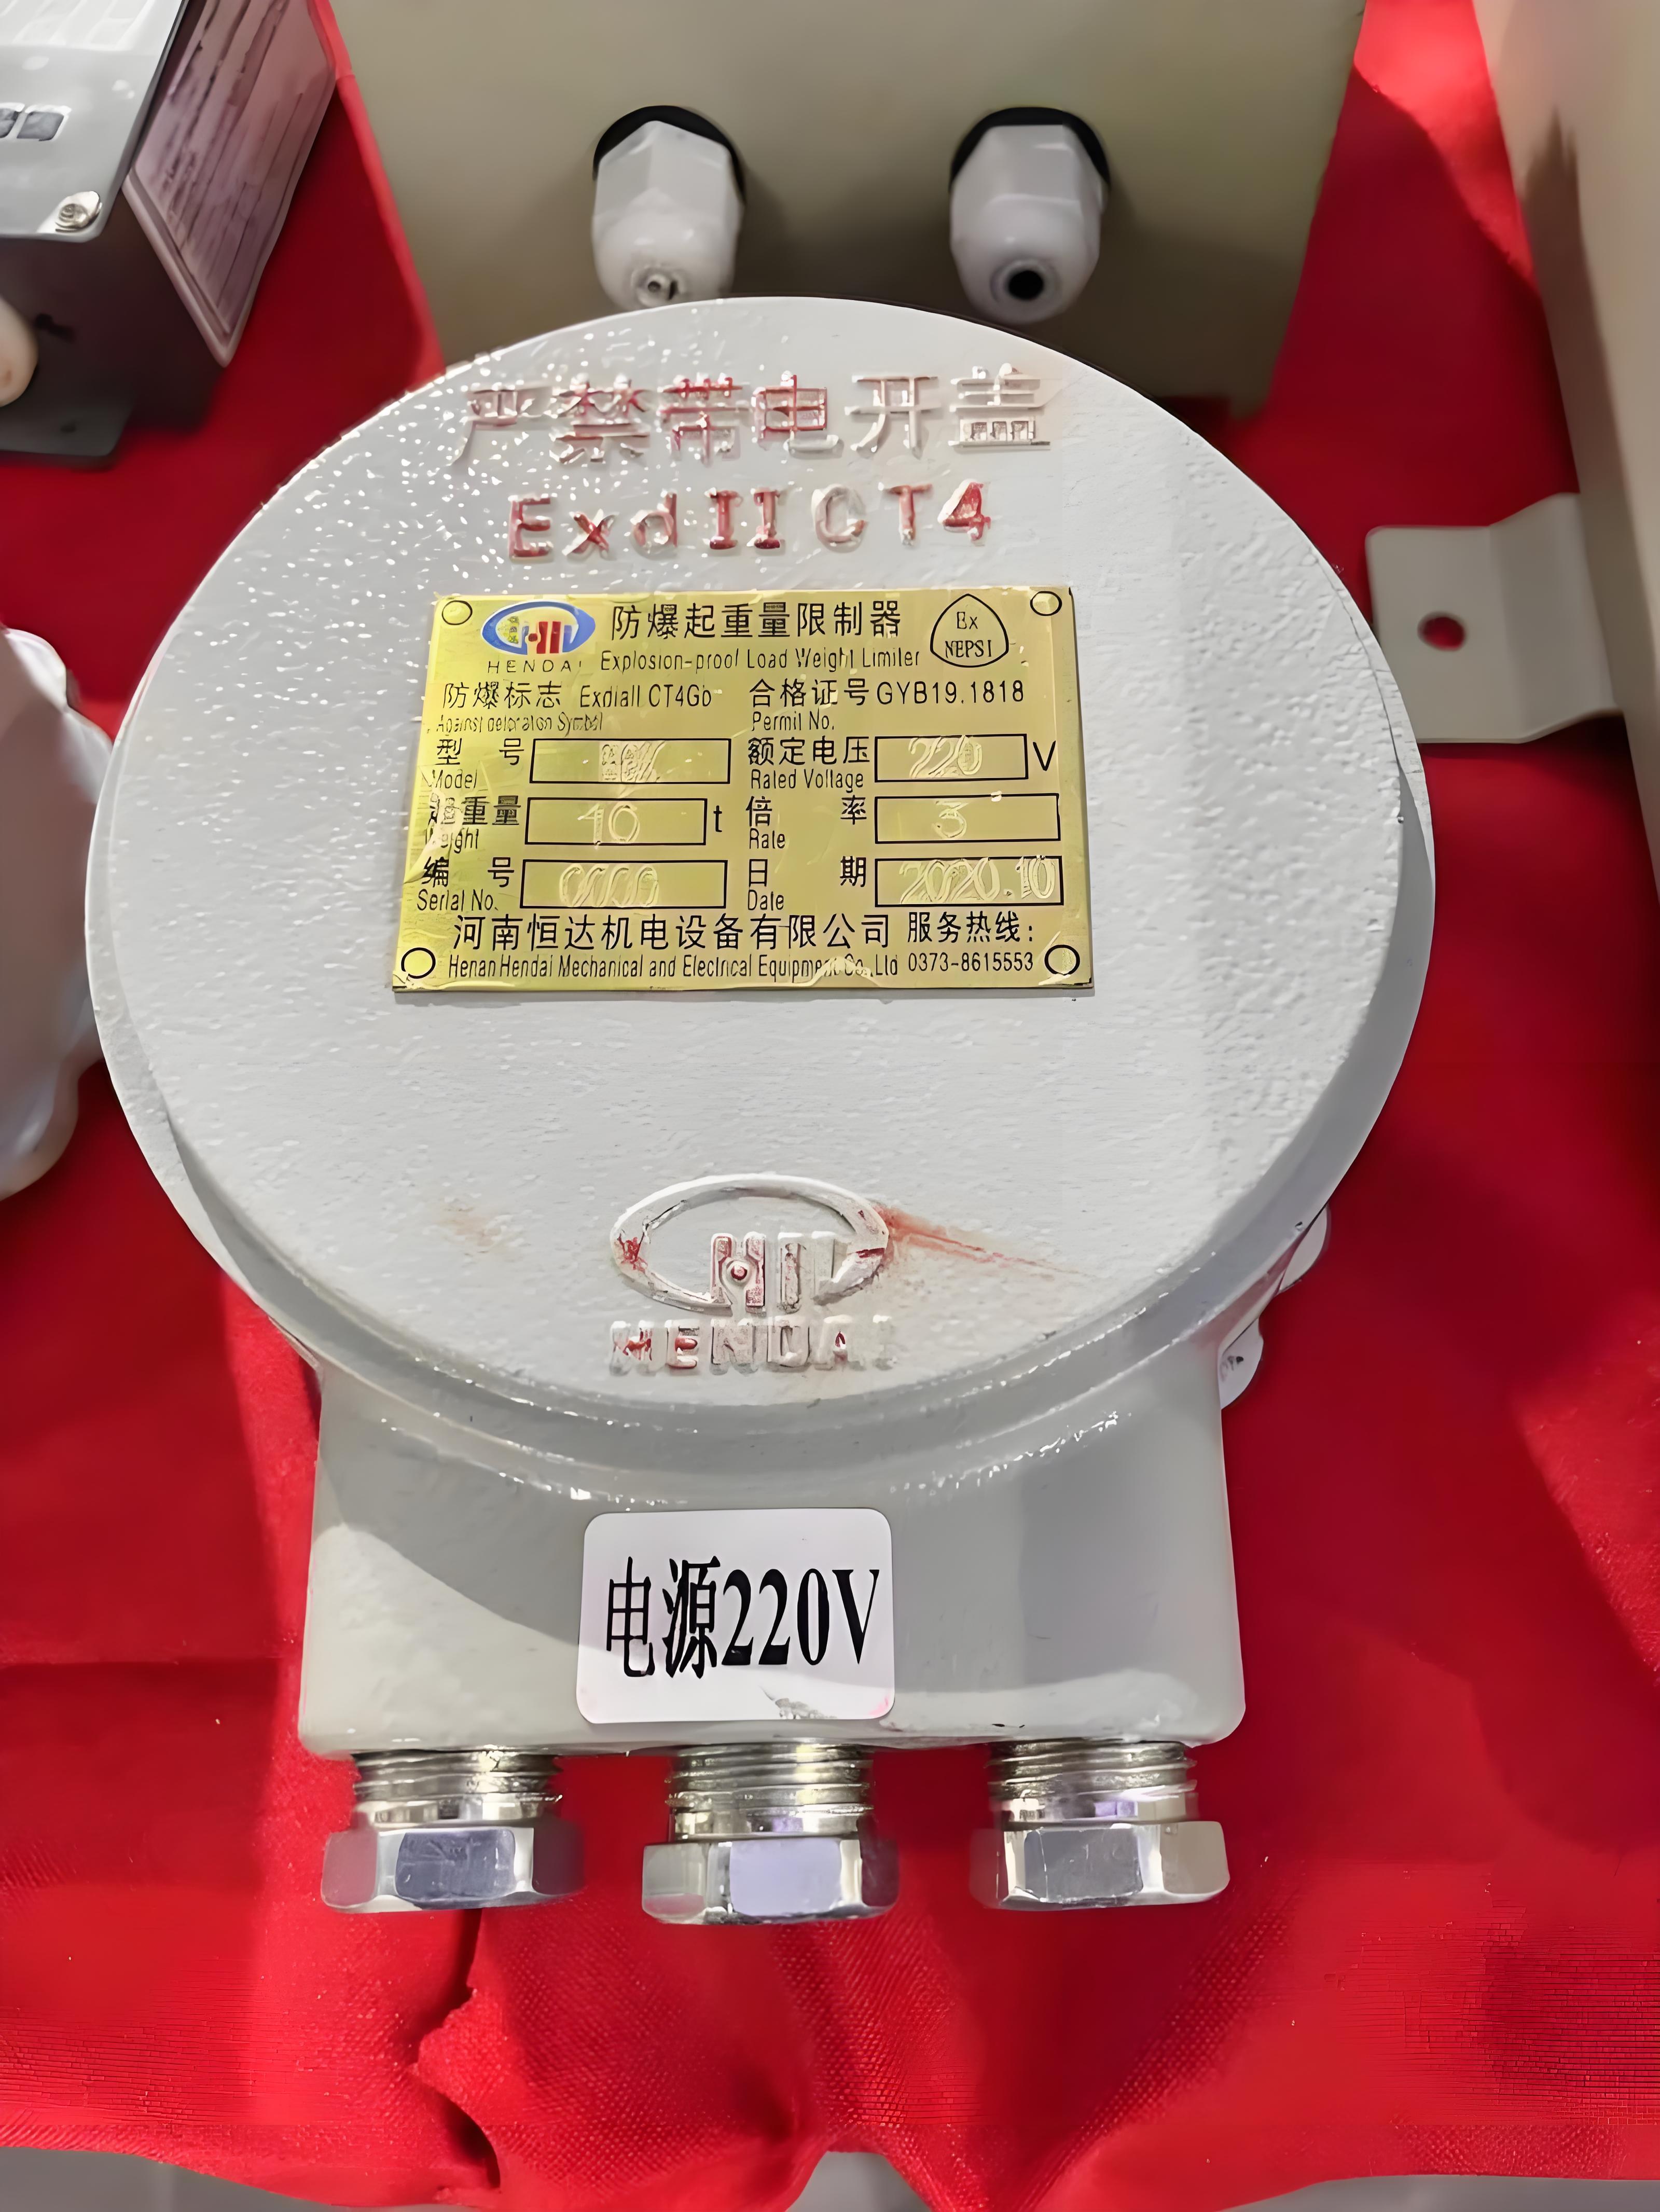 严禁带电开盖
ExdIICT4
防爆起重量限制器
Ex
NEPSI
HENDAI
Explosion-proof Load Weight Limiter
防爆标志 ExdiaII CT4Gb 合格证号 GYB19.1818
Symbol Permit No.
型号 额定电压 220 V
Model Rated Voltage
起重量 10 t 倍率 3
Weight Rate
编号 日期 2020.10
Serial No. Date
河南恒达机电设备有限公司 服务热线:
Henan Hendai Mechanical and Electrical Equipment Co.,Ltd 0373-8615553
HENDAI
电源220V